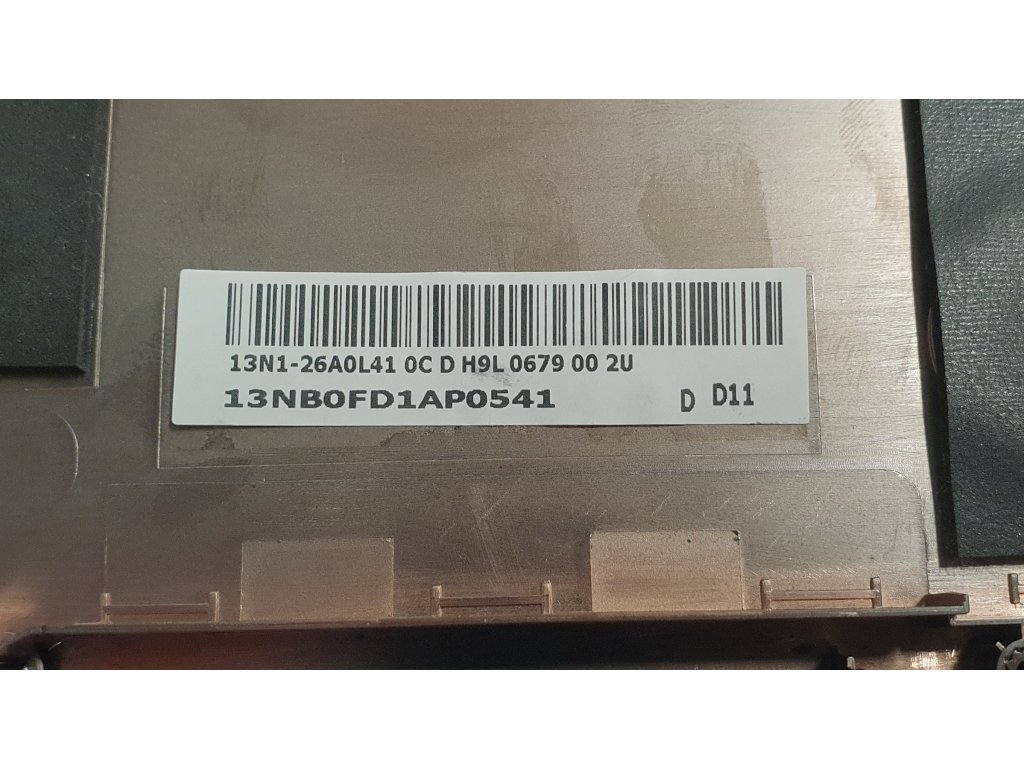 13N1-26A0L41 0C D H9L 0679 00 2U
13NB0FD1AP0541 D D11